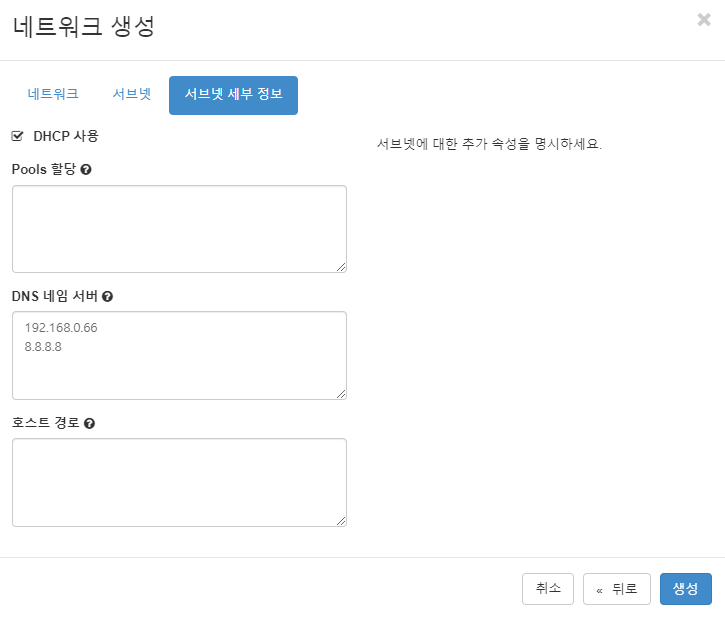 네트워크 생성
×
네트워크
서브넷
서브넷 세부 정보
DHCP 사용
서브넷에 대한 추가 속성을 명시하세요.
Pools 할당 ?
DNS 네임 서버 ?
192.168.0.66
8.8.8.8
호스트 경로 ?
취소
« 뒤로
생성